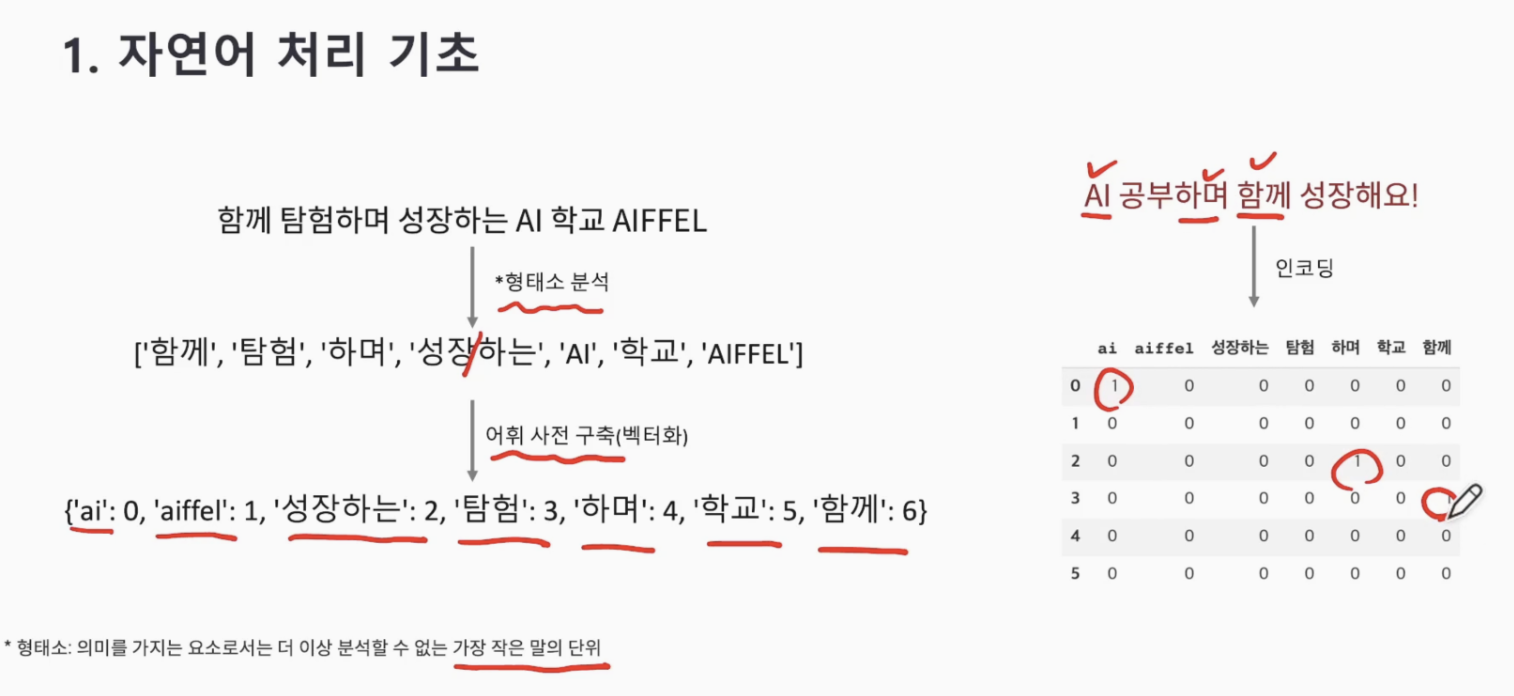 1. 자연어 처리 기초
함께 탐험하며 성장하는 AI 학교 AIFFEL
*형태소 분석
['함께', '탐험', '하며', '성장하는', 'AI', '학교', 'AIFFEL']
어휘 사전 구축(벡터화)
{'ai': 0, 'aiffel': 1, '성장하는': 2, '탐험': 3, '하며': 4, '학교': 5, '함께': 6}
* 형태소: 의미를 가지는 요소로서는 더 이상 분석할 수 없는 가장 작은 말의 단위
AI 공부하며 함께 성장해요!
인코딩
ai aiffel 성장하는 탐험 하며 학교 함께
0 1 0 0 0 0 0 0
1 0 0 0 0 0 0 0
2 0 0 0 0 1 0 0
3 0 0 0 0 0 0 1
4 0 0 0 0 0 0 0
5 0 0 0 0 0 0 0